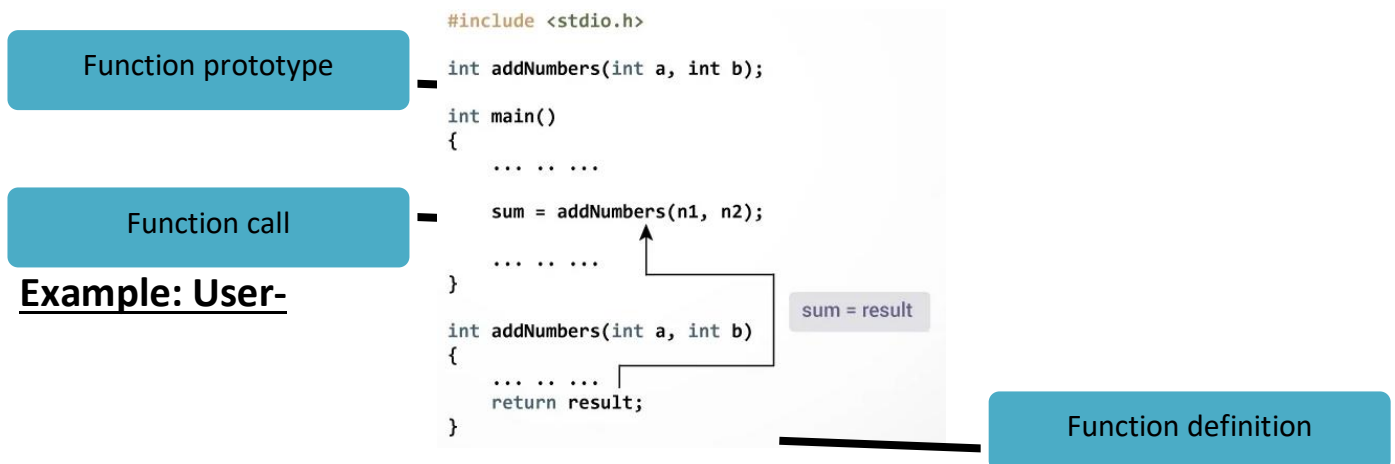 #include <stdio.h>
Function prototype
int addNumbers(int a, int b);
int main()
{
... .. ...
Function call
sum = addNumbers(n1, n2);
... .. ...
}
Example: User-
sum = result
int addNumbers(int a, int b)
{
... .. ...
return result;
}
Function definition